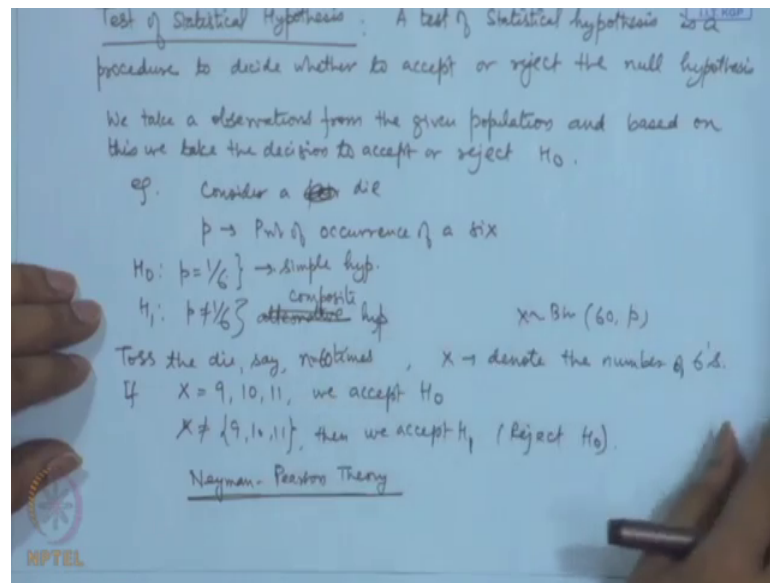 Test of Statistical Hypothesis : A test of Statistical hypothesis is a
procedure to decide whether to accept or reject the null hypothesis
We take a observations from the given population and based on
this we take the decision to accept or reject H0.
eg. Consider a die
p → Prob of occurrence of a six
H0: p = 1/6 } → simple hyp.
H1: p ≠ 1/6 } composite hyp
X ~ Bin (60, p)
Toss the die, say, 60 times, X → denote the number of 6's.
If X = 9, 10, 11, we accept H0
X ≠ {9, 10, 11}, then we accept H1 (Reject H0).
Neyman-Pearson Theory
NPTEL